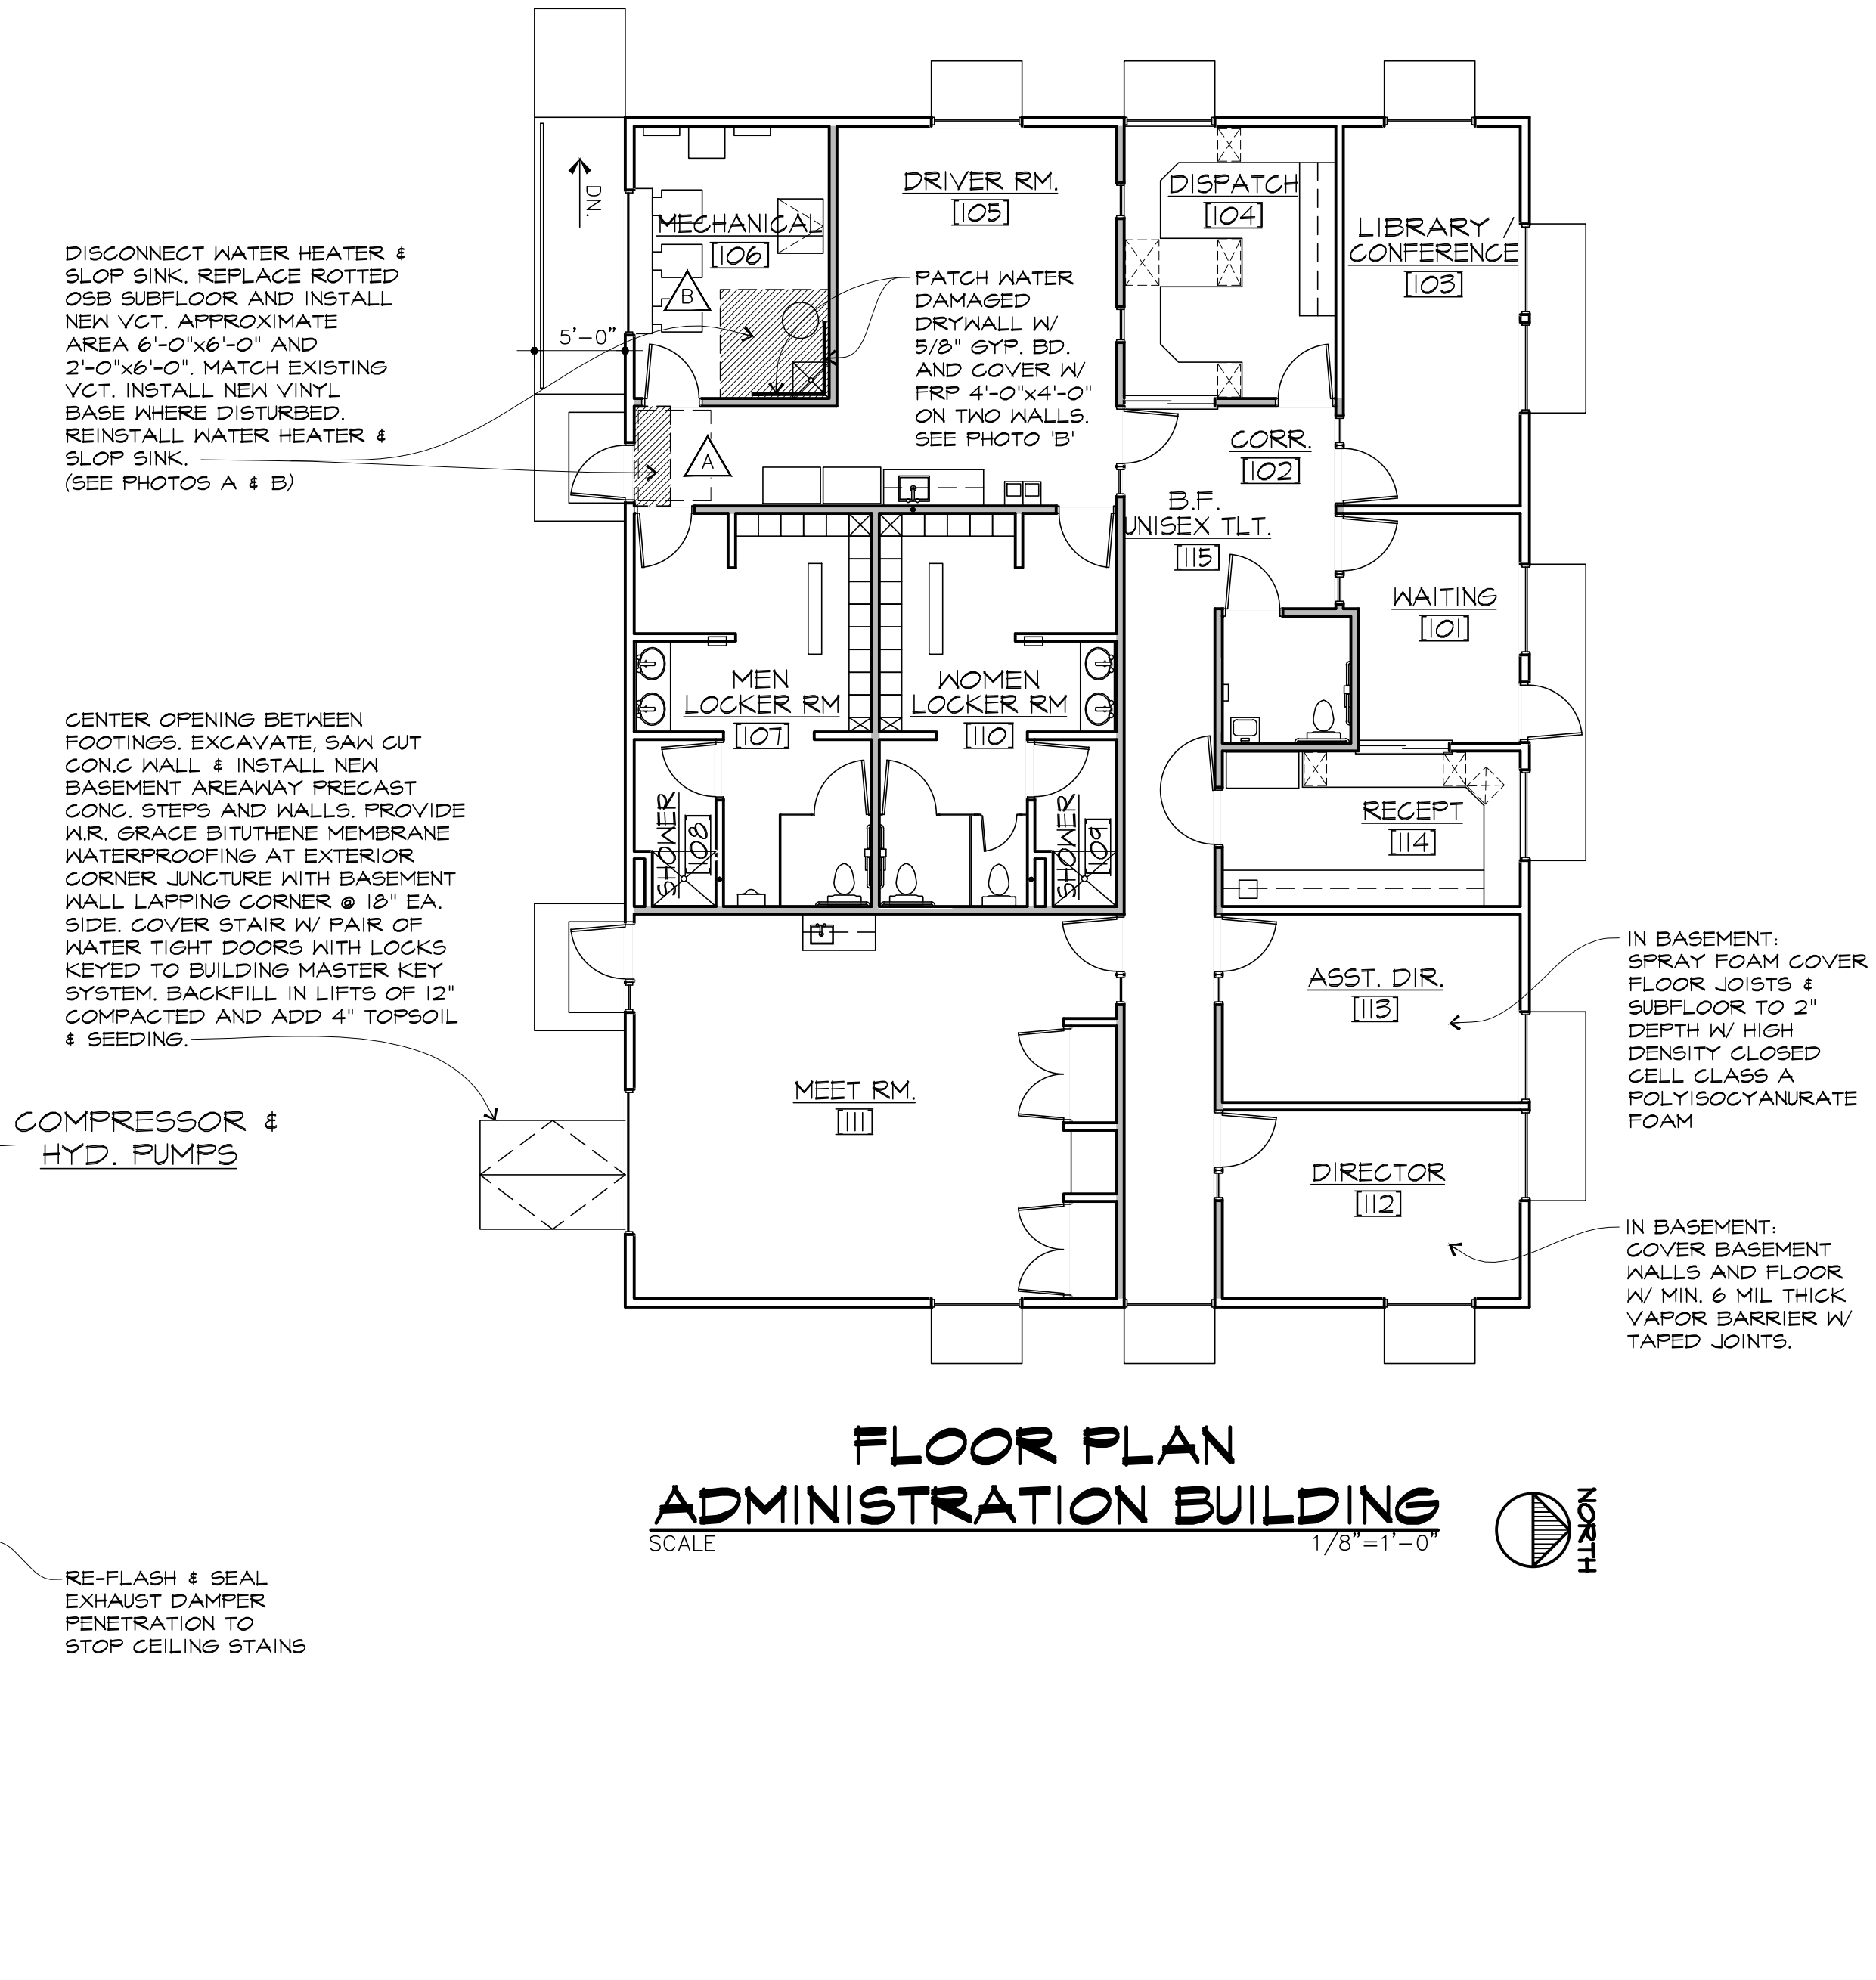 DN.
DRIVER RM.
105
DISPATCH
104
MECHANICAL
106
LIBRARY /
CONFERENCE
103
B
5'-0"
DISCONNECT WATER HEATER &
SLOP SINK. REPLACE ROTTED
OSB SUBFLOOR AND INSTALL
NEW VCT. APPROXIMATE
AREA 6'-0"x6'-0" AND
2'-0"x6'-0". MATCH EXISTING
VCT. INSTALL NEW VINYL
BASE WHERE DISTURBED.
REINSTALL WATER HEATER &
SLOP SINK.
(SEE PHOTOS A & B)
PATCH WATER
DAMAGED
DRYWALL W/
5/8" GYP. BD.
AND COVER W/
FRP 4'-0"x4'-0"
ON TWO WALLS.
SEE PHOTO 'B'
A
CORR.
102
B.F.
UNISEX TLT.
115
WAITING
101
MEN
LOCKER RM
107
WOMEN
LOCKER RM
110
SHOWER
108
SHOWER
109
RECEPT
114
CENTER OPENING BETWEEN
FOOTINGS. EXCAVATE, SAW CUT
CON.C WALL & INSTALL NEW
BASEMENT AREAWAY PRECAST
CONC. STEPS AND WALLS. PROVIDE
W.R. GRACE BITUTHENE MEMBRANE
WATERPROOFING AT EXTERIOR
CORNER JUNCTURE WITH BASEMENT
WALL LAPPING CORNER @ 18" EA.
SIDE. COVER STAIR W/ PAIR OF
WATER TIGHT DOORS WITH LOCKS
KEYED TO BUILDING MASTER KEY
SYSTEM. BACKFILL IN LIFTS OF 12"
COMPACTED AND ADD 4" TOPSOIL
& SEEDING.
ASST. DIR.
113
IN BASEMENT:
SPRAY FOAM COVER
FLOOR JOISTS &
SUBFLOOR TO 2"
DEPTH W/ HIGH
DENSITY CLOSED
CELL CLASS A
POLYISOCYANURATE
FOAM
MEET RM.
111
COMPRESSOR &
HYD. PUMPS
DIRECTOR
112
IN BASEMENT:
COVER BASEMENT
WALLS AND FLOOR
W/ MIN. 6 MIL THICK
VAPOR BARRIER W/
TAPED JOINTS.
FLOOR PLAN
ADMINISTRATION BUILDING
SCALE 1/8"=1'-0"
NORTH
RE-FLASH & SEAL
EXHAUST DAMPER
PENETRATION TO
STOP CEILING STAINS